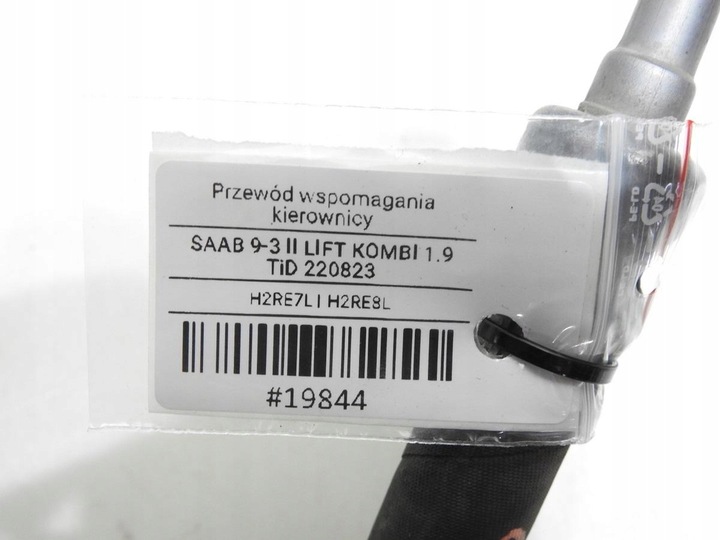 Przewód wspomagania
kierownicy
SAAB 9-3 II LIFT KOMBI 1.9
TiD 220823
H2RE7L I H2RE8L
#19844